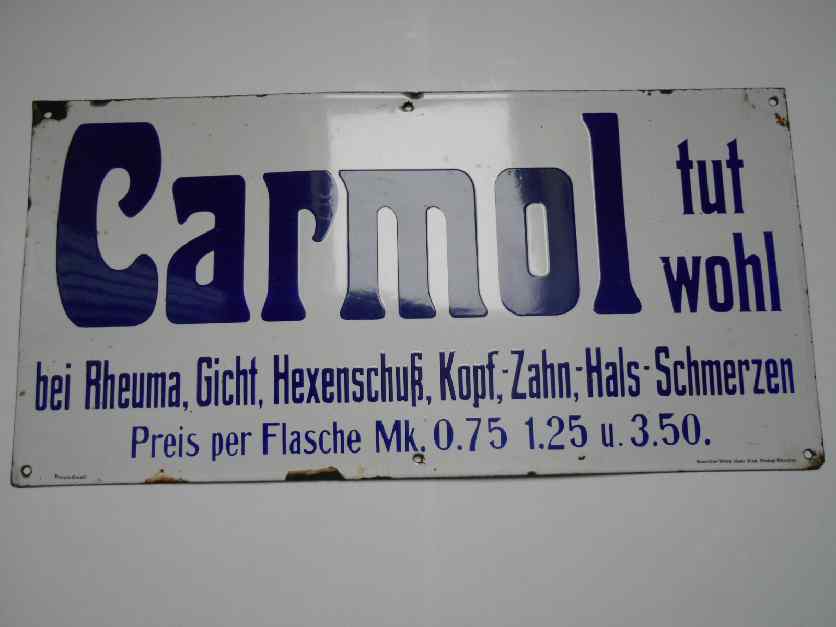 Carmol tut
wohl
bei Rheuma, Gicht, Hexenschuß, Kopf,-Zahn,-Hals-Schmerzen
Preis per Flasche Mk. 0.75 1.25 u. 3.50.